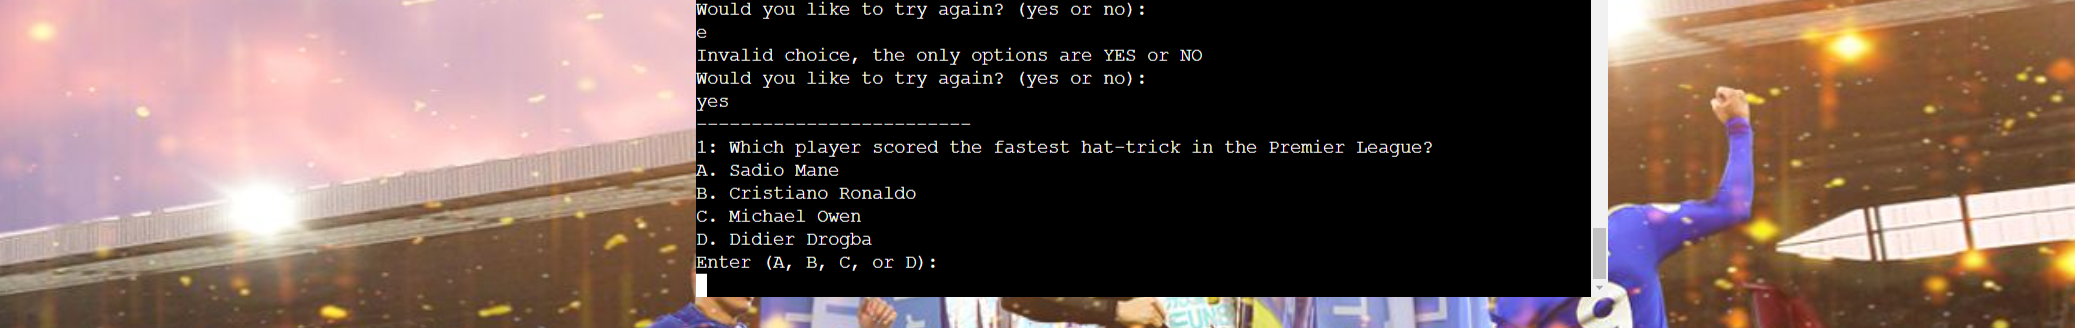 Would you like to try again? (yes or no):
e
Invalid choice, the only options are YES or NO
Would you like to try again? (yes or no):
yes
-------------------------
1: Which player scored the fastest hat-trick in the Premier League?
A. Sadio Mane
B. Cristiano Ronaldo
C. Michael Owen
D. Didier Drogba
Enter (A, B, C, or D):